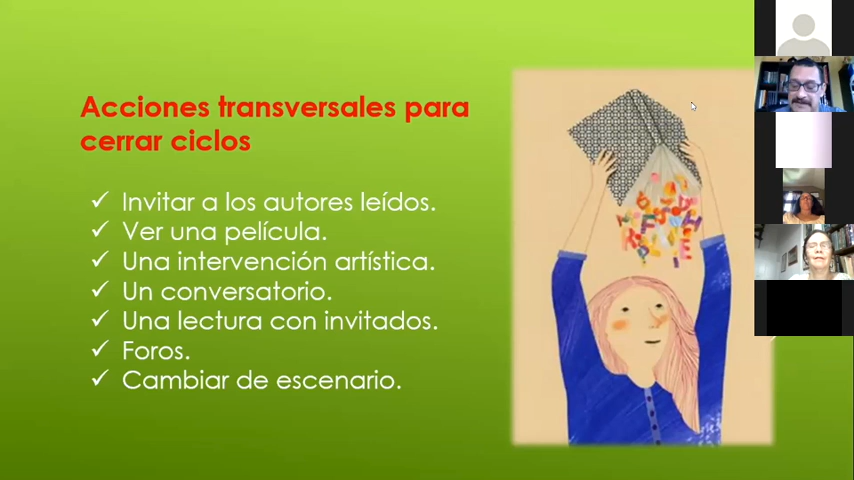 Acciones transversales para
cerrar ciclos
✓ Invitar a los autores leídos.
✓ Ver una película.
✓ Una intervención artística.
✓ Un conversatorio.
✓ Una lectura con invitados.
✓ Foros.
✓ Cambiar de escenario.